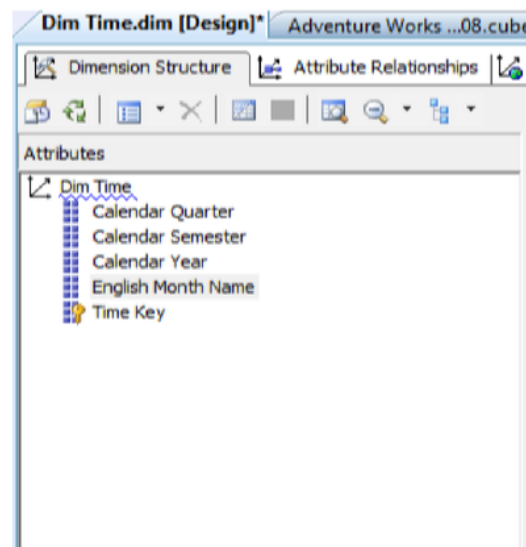 Dim Time.dim [Design]* Adventure Works ...08.cube
Dimension Structure Attribute Relationships
Attributes
Dim Time
Calendar Quarter
Calendar Semester
Calendar Year
English Month Name
Time Key